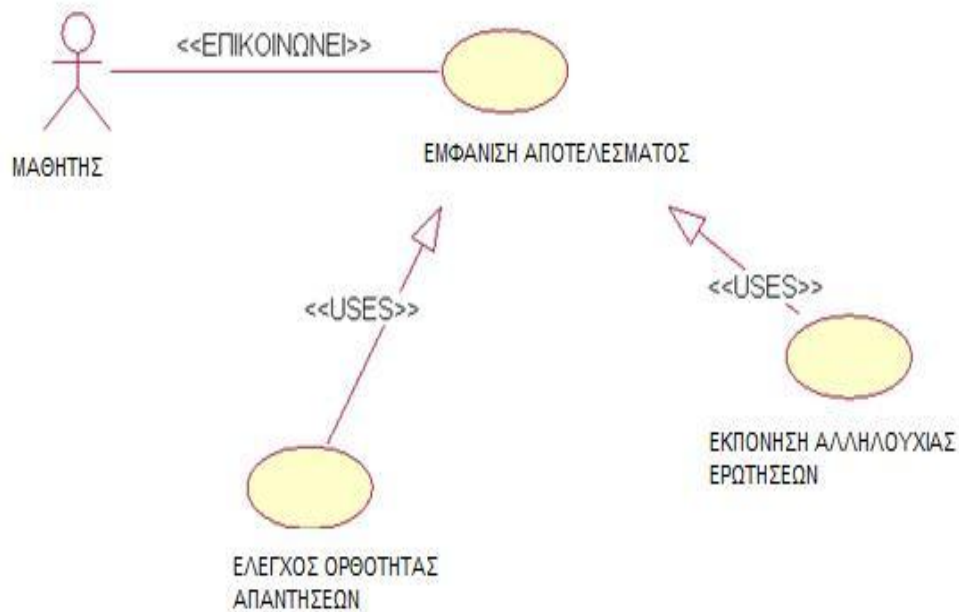 <<ΕΠΙΚΟΙΝΩΝΕΙ>>
ΜΑΘΗΤΗΣ
ΕΜΦΑΝΙΣΗ ΑΠΟΤΕΛΕΣΜΑΤΟΣ
<<USES>>
<<USES>>
ΕΚΠΟΝΗΣΗ ΑΛΛΗΛΟΥΧΙΑΣ
ΕΡΩΤΗΣΕΩΝ
ΕΛΕΓΧΟΣ ΟΡΘΟΤΗΤΑΣ
ΑΠΑΝΤΗΣΕΩΝ